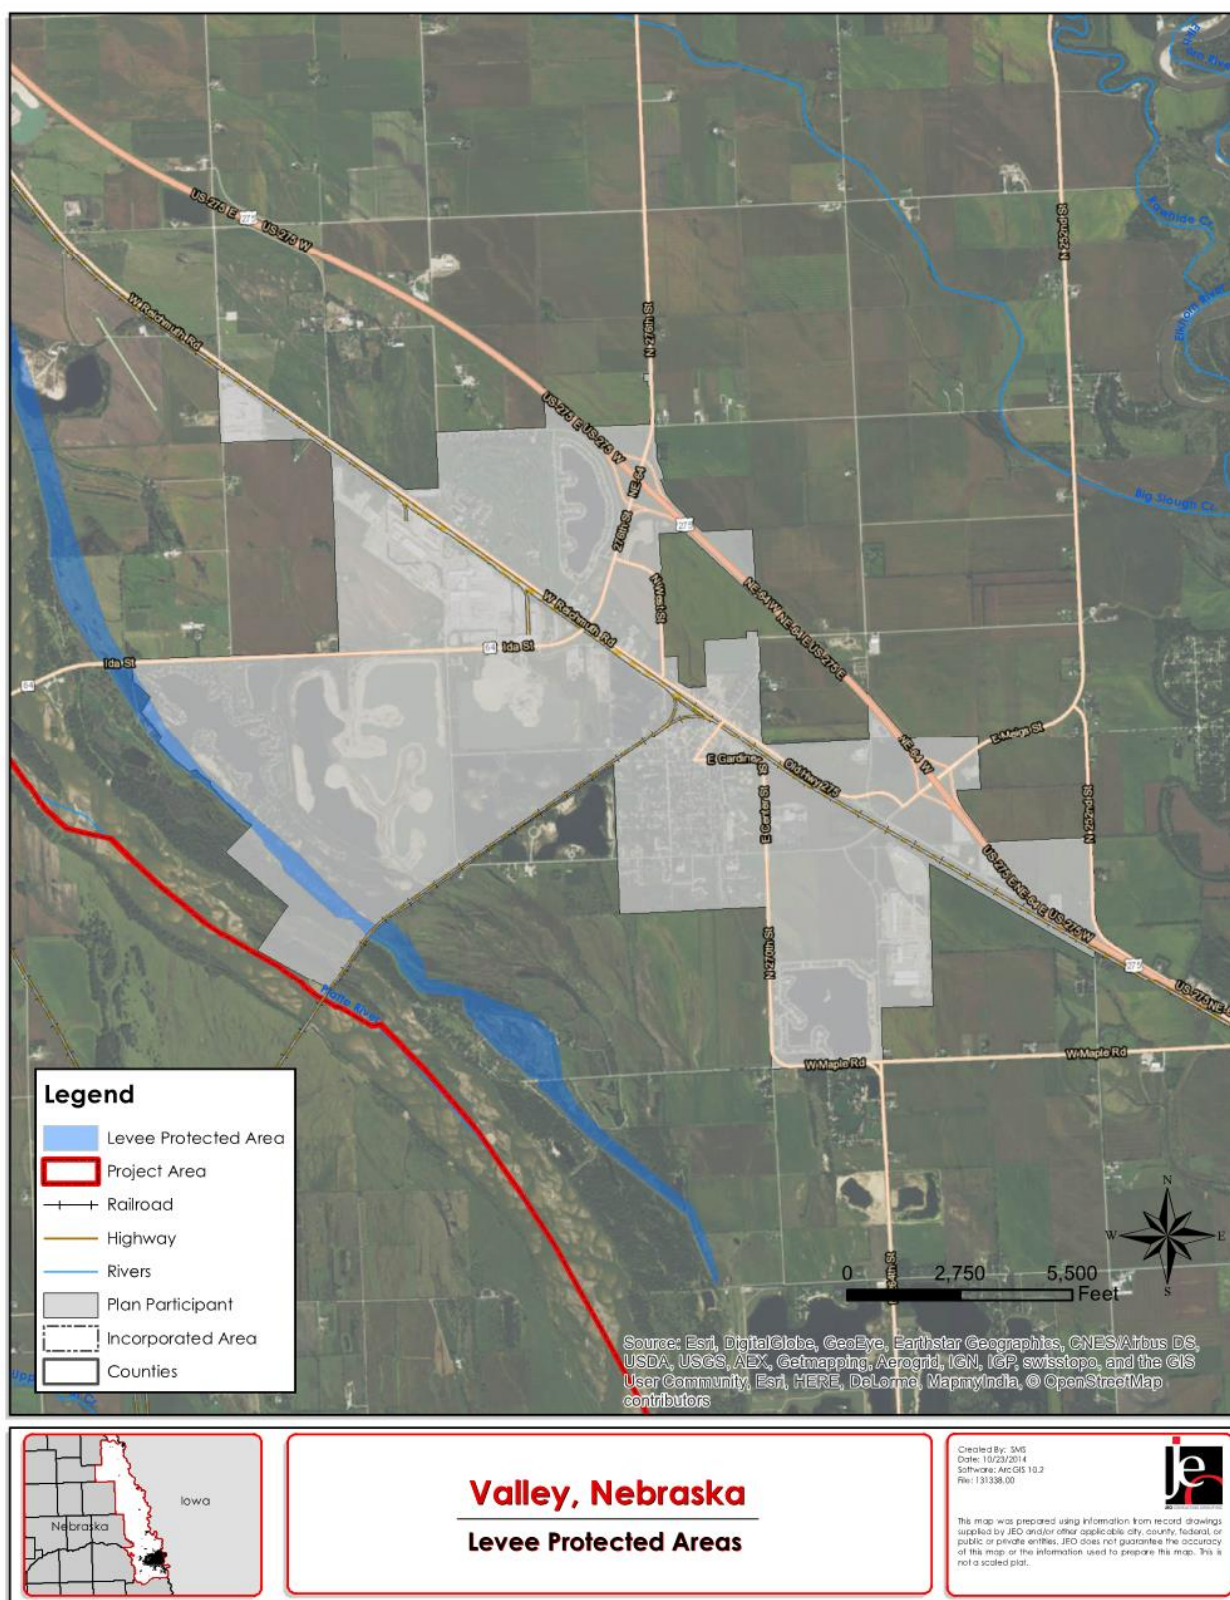 Elkhorn River
Rawhide Cr.
Big Slough Cr.
US-275 E
275
US-275 W
N 252nd St
W Reichmuth Rd
N 276th St
US-275 E US-275 W
NE-64
276th St
275
N West St
NE-64 W NE-64 E US-275 E
W Reichmuth Rd
64
Ida St
Ida St
64
E Meigs St
NE-64 W
E Gardiner St
Old Hwy 275
E Center St
N 252nd St
US-275 E NE-64 E US-275 W
N 270th St
275
Platte River
W Maple Rd
W Maple Rd
Legend
Levee Protected Area
Project Area
Railroad
Highway
Rivers
Plan Participant
Incorporated Area
Counties
N
W
E
S
0 2,750 5,500
Feet
Source: Esri, DigitalGlobe, GeoEye, Earthstar Geographics, CNES/Airbus DS,
USDA, USGS, AEX, Getmapping, Aerogrid, IGN, IGP, swisstopo, and the GIS
User Community, Esri, HERE, DeLorme, MapmyIndia, © OpenStreetMap
contributors
Iowa
Nebraska
Valley, Nebraska
Levee Protected Areas
Created By: SMS
Date: 10/23/2014
Software: ArcGIS 10.2
File: 131338.00
je
This map was prepared using information from record drawings
supplied by JEO and/or other applicable city, county, federal, or
public or private entities. JEO does not guarantee the accuracy
of this map or the information used to prepare this map. This is
not a scaled plat.